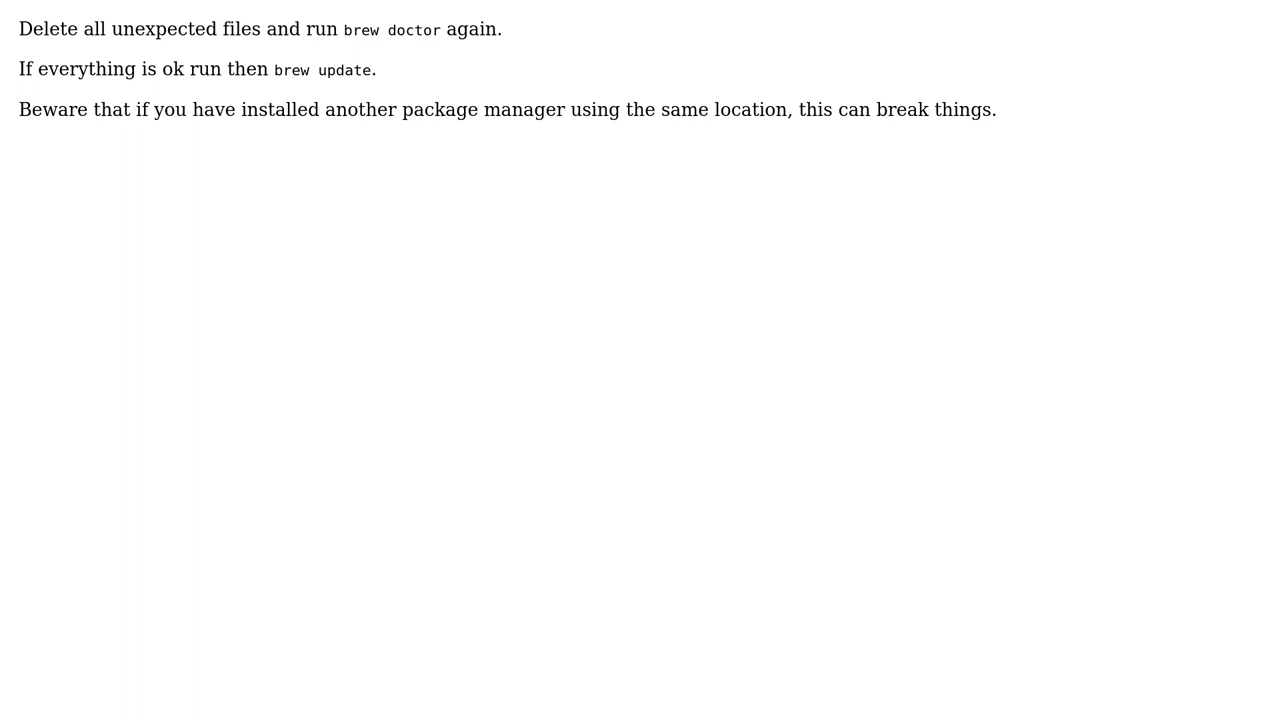 Delete all unexpected files and run brew doctor again.
If everything is ok run then brew update.
Beware that if you have installed another package manager using the same location, this can break things.